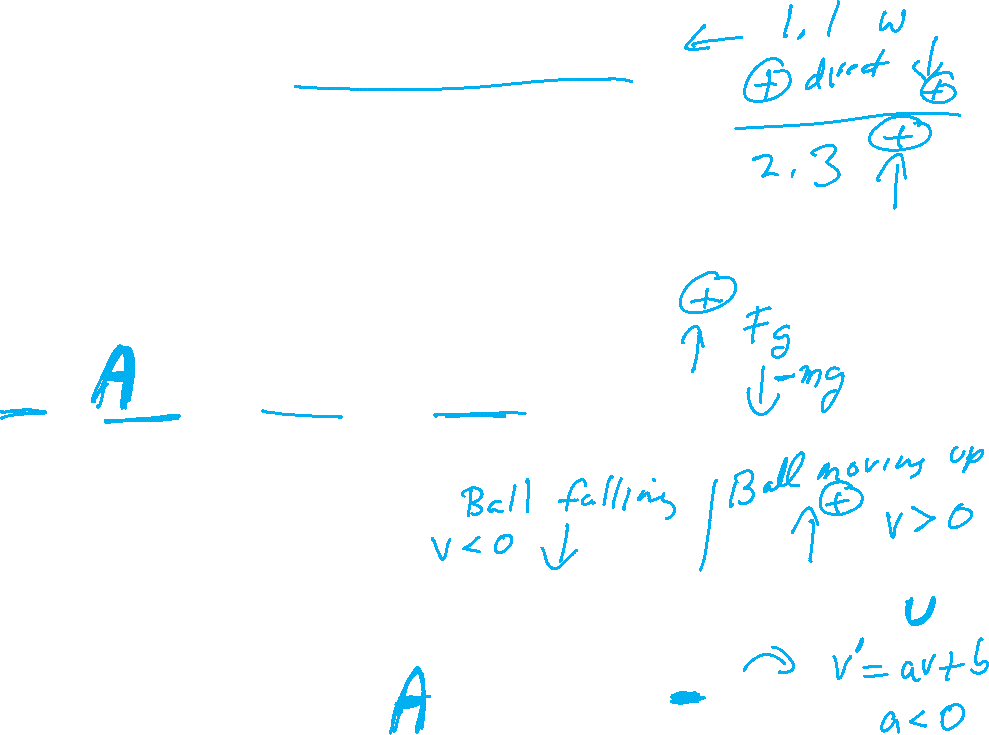 ← 1.1 w
⊕ direct ↓ ⊕
2.3 ⊕ ↑
⊕ ↑ Fg
↓ -mg
A
Ball falling / Ball moving up
v<0 ↓ ↑ ⊕ v>0
U
v'=av+b
A
a<0